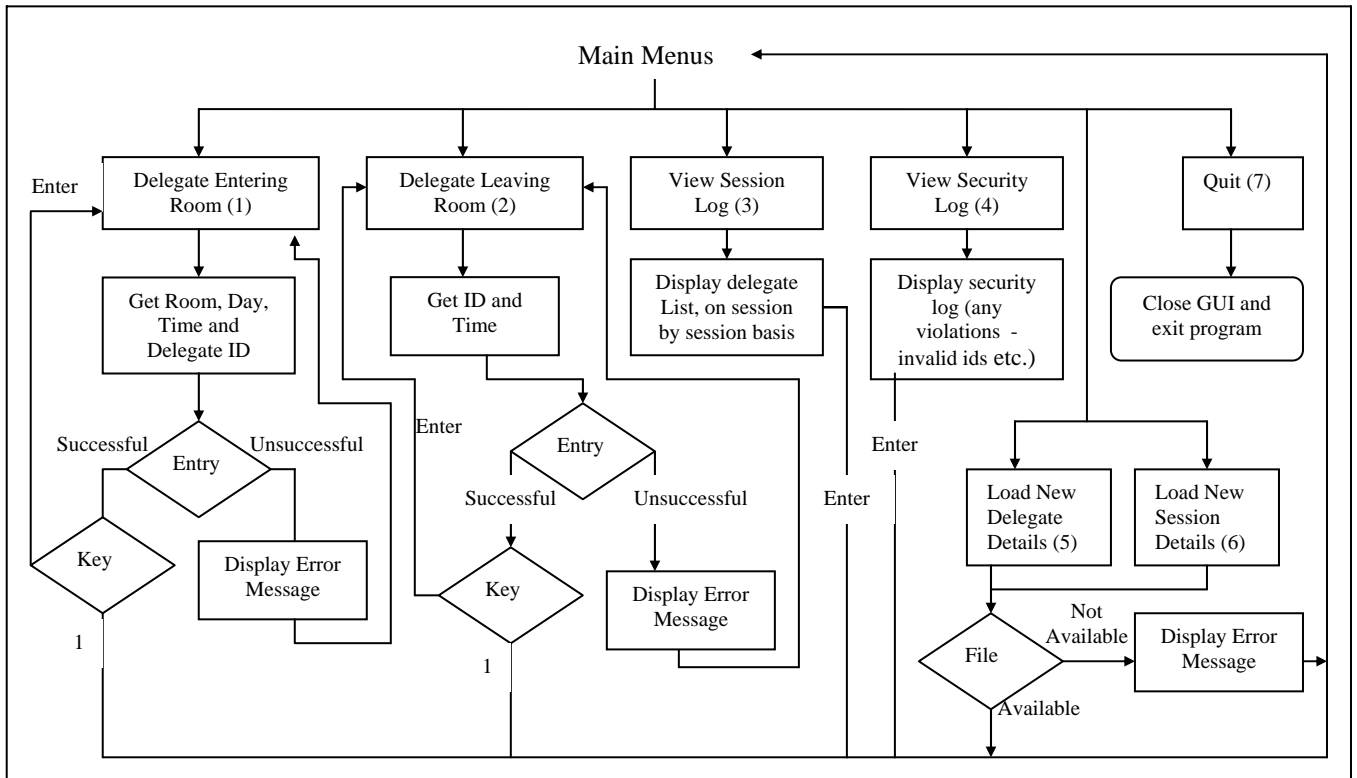 Main Menus
Enter
Delegate Entering
Room (1)
Delegate Leaving
Room (2)
View Session
Log (3)
View Security
Log (4)
Quit (7)
Get Room, Day,
Time and
Delegate ID
Get ID and
Time
Display delegate
List, on session
by session basis
Display security
log (any
violations -
invalid ids etc.)
Close GUI and
exit program
Successful
Entry
Unsuccessful
Enter
Entry
Enter
Enter
Successful
Unsuccessful
Load New
Delegate
Details (5)
Load New
Session
Details (6)
Key
Display Error
Message
Key
Display Error
Message
1
1
File
Not
Available
Display Error
Message
Available